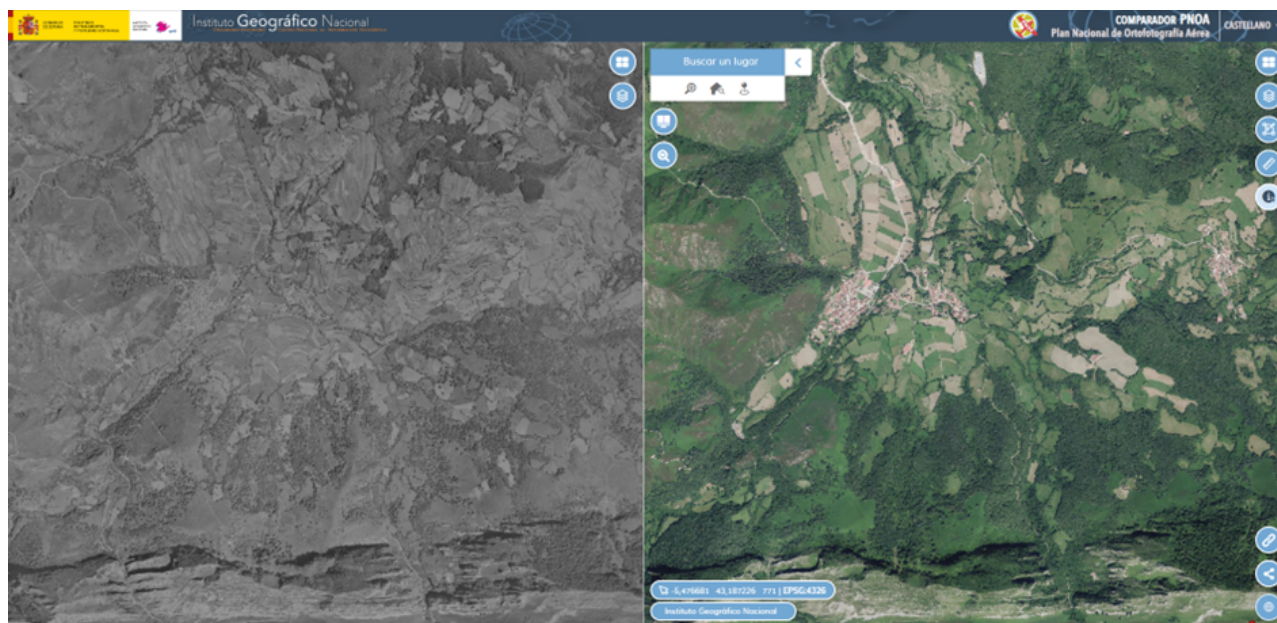 Instituto Geográfico Nacional
COMPARADOR PNOA
Plan Nacional de Ortofotografía Aérea
CASTELLANO
Buscar un lugar
-5,476681 43,187226 771 | EPSG:4326
Instituto Geográfico Nacional